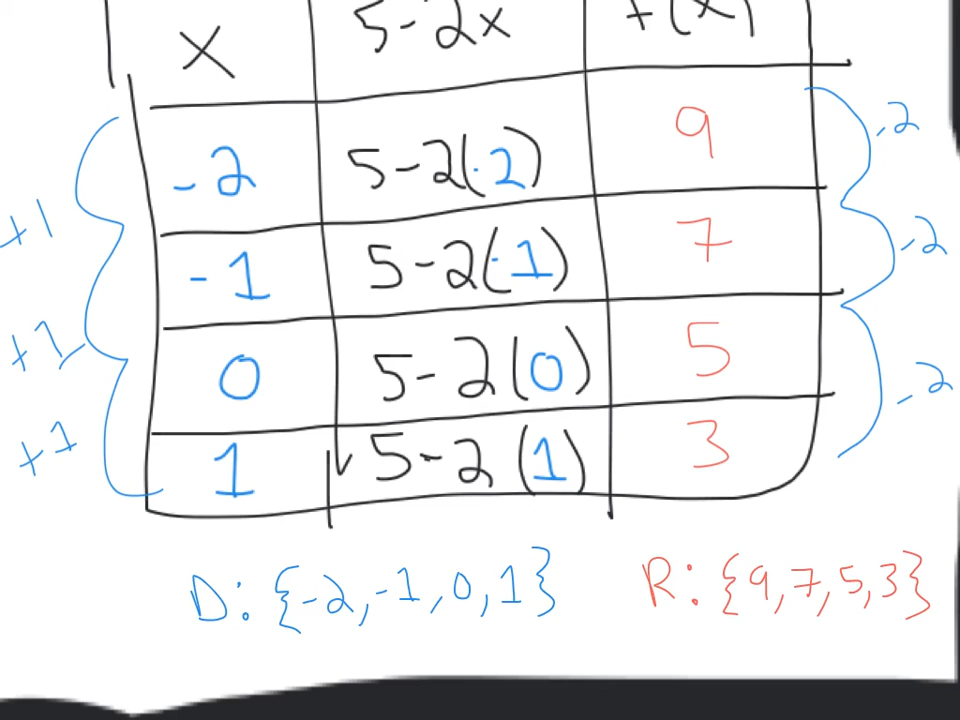 x 5-2x f(x)
-2 5-2(-2) 9 -2
+1 -1 5-2(-1) 7 -2
+1 0 5-2(0) 5 -2
+1 1 5-2(1) 3
D: {-2,-1,0,1} R: {9,7,5,3}